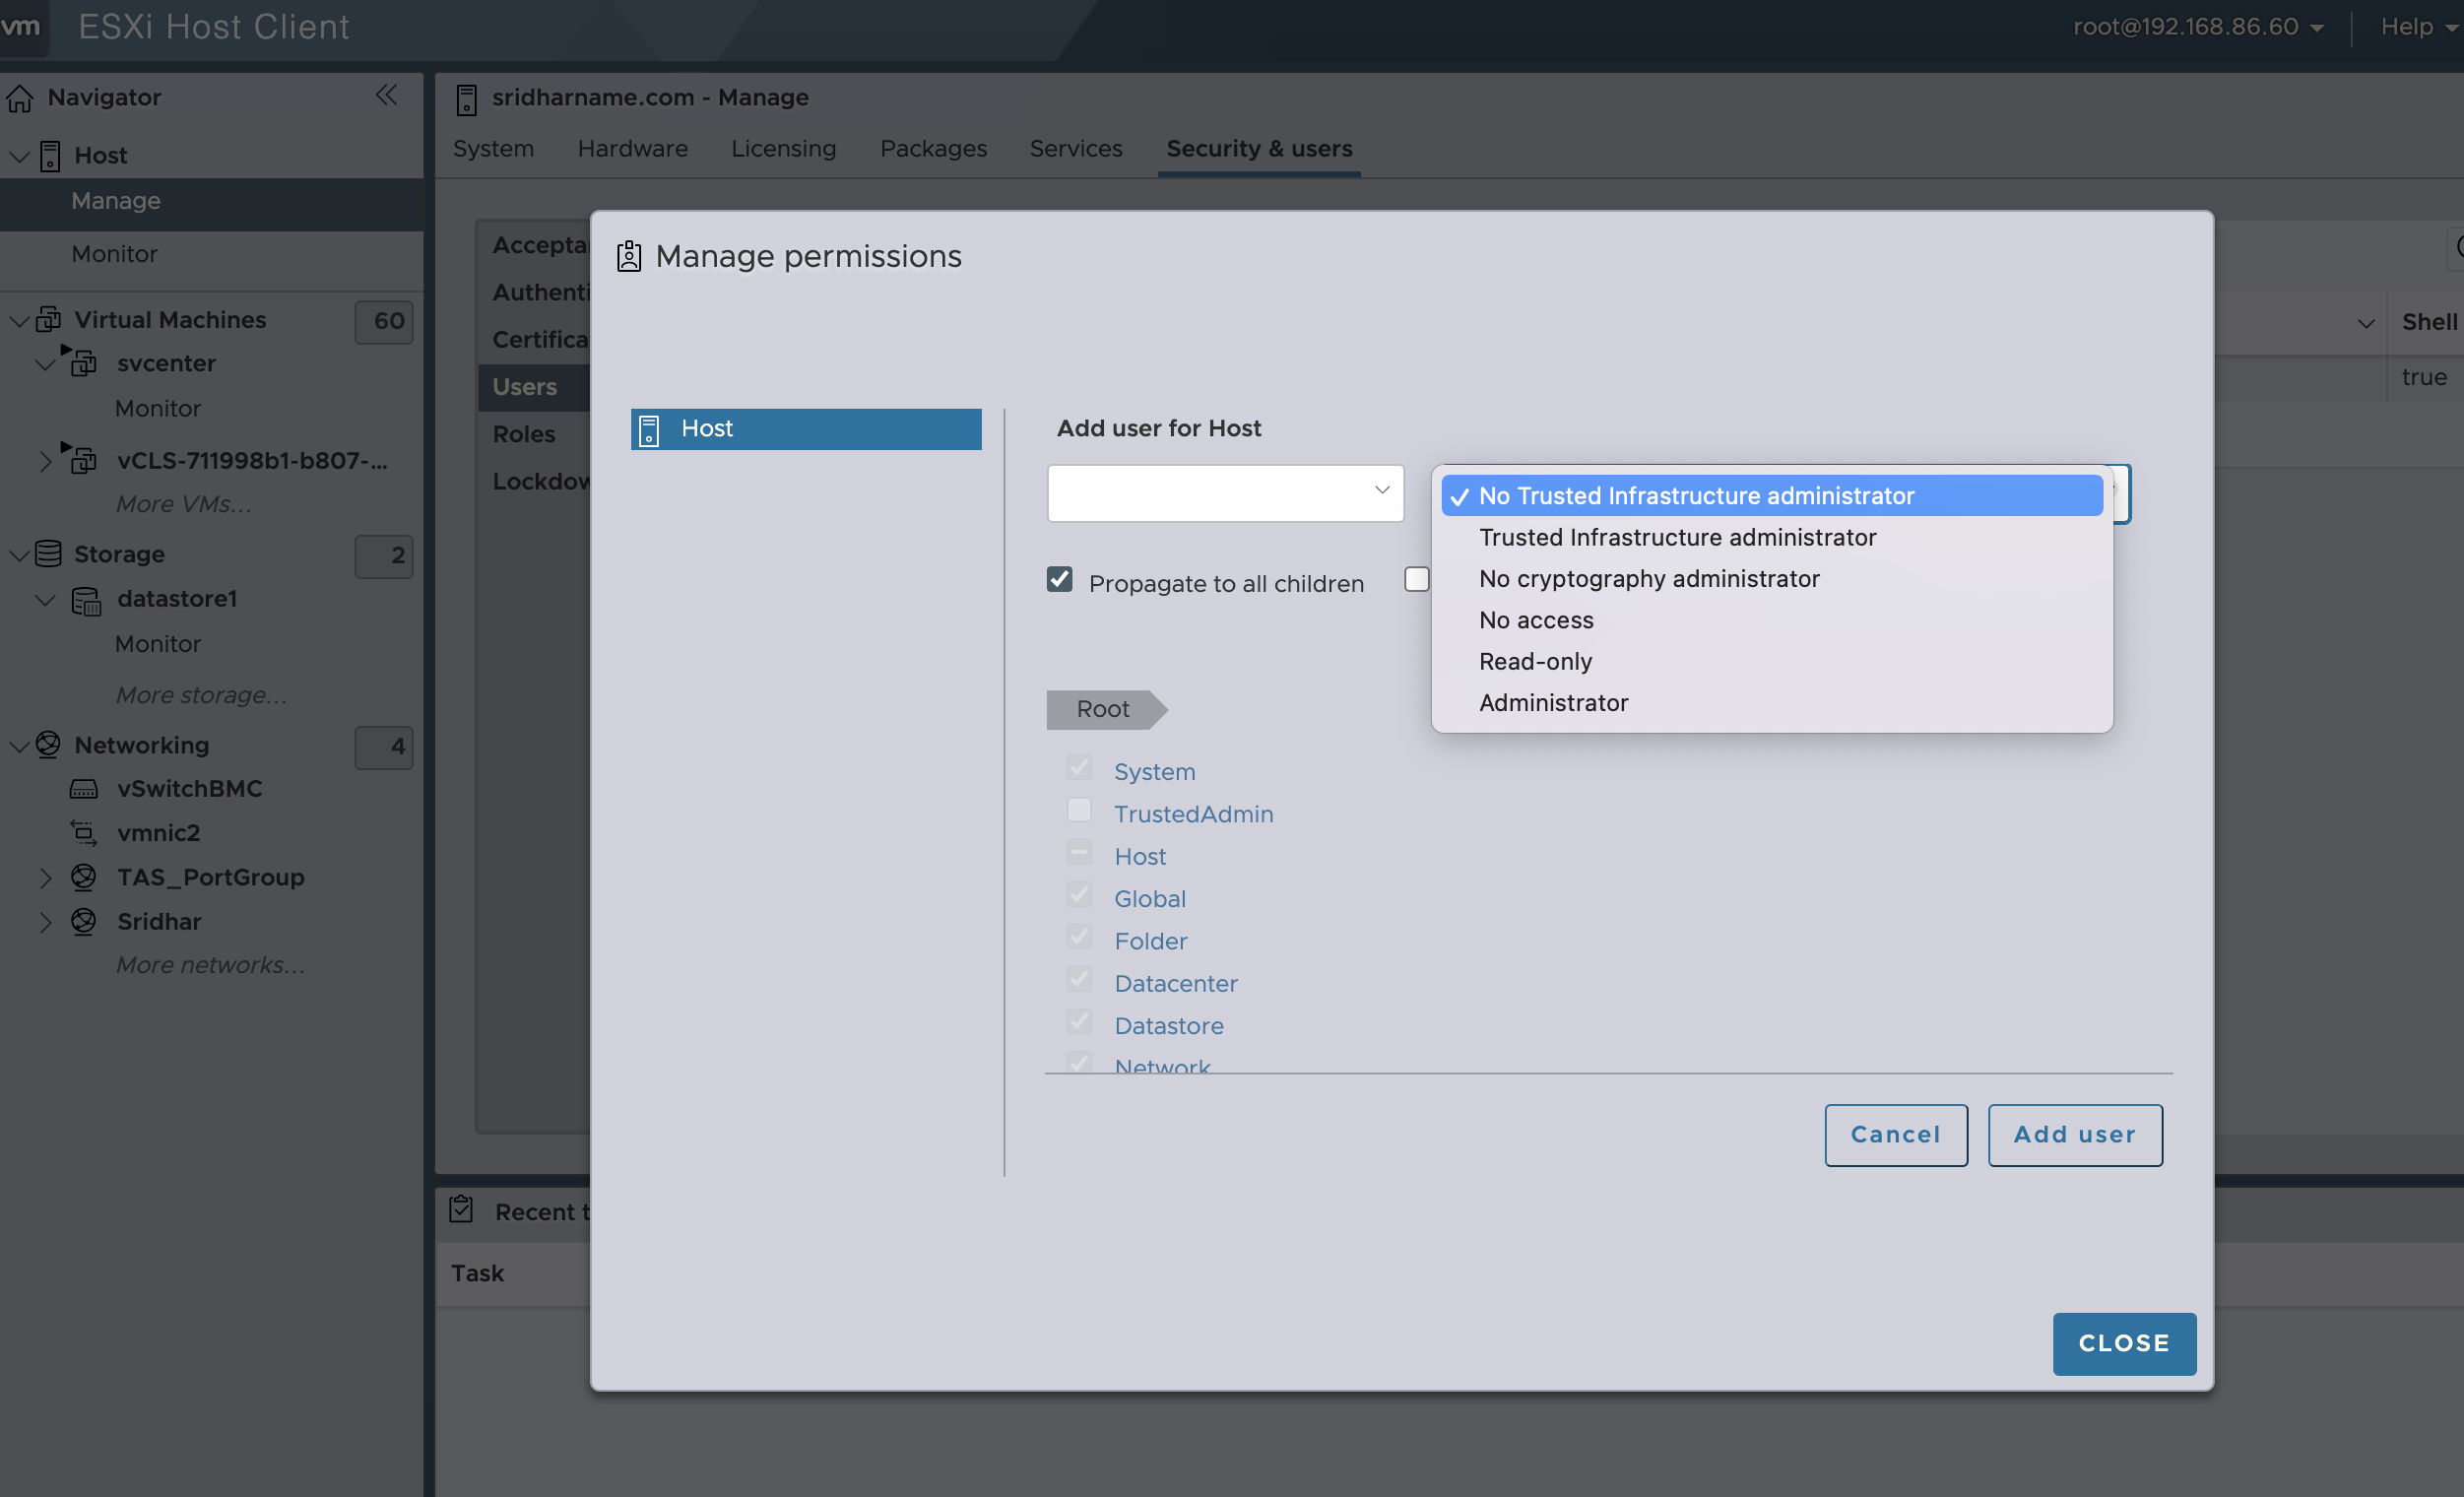 vm ESXi Host Client
root@192.168.86.60
Help
Navigator
Host
Manage
Monitor
Virtual Machines 60
svcenter
Monitor
vCLS-711998b1-b807-...
More VMs...
Storage 2
datastore1
Monitor
More storage...
Networking 4
vSwitchBMC
vmnic2
TAS_PortGroup
Sridhar
More networks...
sridharname.com - Manage
System Hardware Licensing Packages Services Security & users
Users
Roles
Shell
true
Manage permissions
Host
Add user for Host
No Trusted Infrastructure administrator
Trusted Infrastructure administrator
No cryptography administrator
No access
Read-only
Administrator
Propagate to all children
Root
System
TrustedAdmin
Host
Global
Folder
Datacenter
Datastore
Network
Cancel Add user
CLOSE
Recent
Task